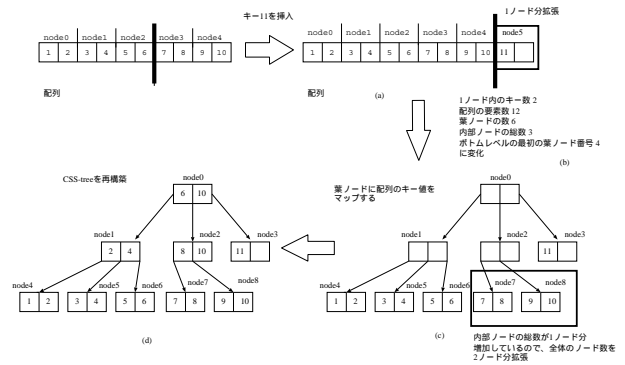 キー11を挿入
1ノード分拡張
node0 node1 node2 node3 node4
1 2 3 4 5 6 7 8 9 10
配列
node0 node1 node2 node3 node4 node5
1 2 3 4 5 6 7 8 9 10 11
配列
(a)
1ノード内のキー数 2
配列の要素数 12
葉ノードの数 6
内部ノードの総数 3
ボトムレベルの最初の葉ノード番号 4
に変化
(b)
CSS-treeを再構築
node0
6 10
node1 node2 node3
2 4 8 10 11
node4 node5 node6 node7 node8
1 2 3 4 5 6 7 8 9 10
(d)
葉ノードに配列のキー値を
マップする
node0
node1 node2 node3
11
node4 node5 node6 node7 node8
1 2 3 4 5 6 7 8 9 10
(c)
内部ノードの総数が1ノード分
増加しているので、全体のノード数を
2ノード分拡張